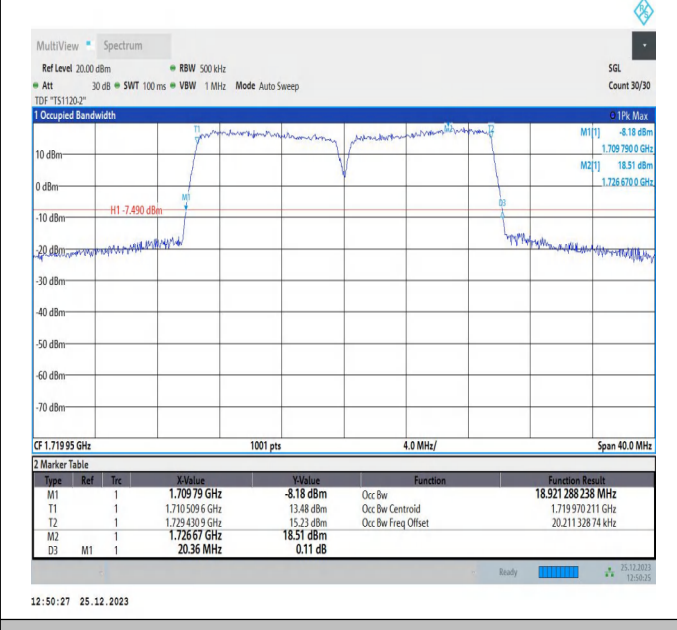 MultiView Spectrum
Ref Level 20.00 dBm RBW 500 kHz SGL
Att 30 dB SWT 100 ms VBW 1 MHz Mode Auto Sweep Count 30/30
TDF "TS1120-2"
1 Occupied Bandwidth 1Pk Max
M1[1] -8.18 dBm
1.709 790 0 GHz
M2[1] 18.51 dBm
1.726 670 0 GHz
T1
M2
T2
10 dBm
0 dBm
M1
D3
H1 -7.490 dBm
-10 dBm
-20 dBm
-30 dBm
-40 dBm
-50 dBm
-60 dBm
-70 dBm
CF 1.719 95 GHz 1001 pts 4.0 MHz/ Span 40.0 MHz
2 Marker Table
Type Ref Trc X-Value Y-Value Function Function Result
M1 1 1.709 79 GHz -8.18 dBm Occ Bw 18.921 288 238 MHz
T1 1 1.710 509 6 GHz 13.48 dBm Occ Bw Centroid 1.719 970 211 GHz
T2 1 1.729 430 9 GHz 15.23 dBm Occ Bw Freq Offset 20.211 328 74 kHz
M2 1 1.726 67 GHz 18.51 dBm
D3 M1 1 20.36 MHz 0.11 dB
Ready 25.12.2023
12:50:25
12:50:27 25.12.2023